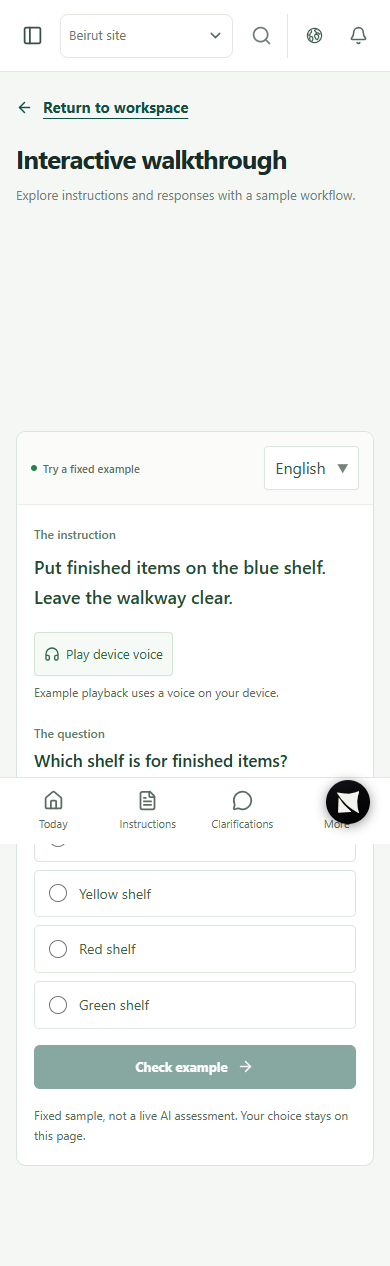 Beirut site
Return to workspace
Interactive walkthrough
Explore instructions and responses with a sample workflow.
Try a fixed example
English
The instruction
Put finished items on the blue shelf.
Leave the walkway clear.
Play device voice
Example playback uses a voice on your device.
The question
Which shelf is for finished items?
Today
Instructions
Clarifications
More
Yellow shelf
Red shelf
Green shelf
Check example
Fixed sample, not a live AI assessment. Your choice stays on
this page.